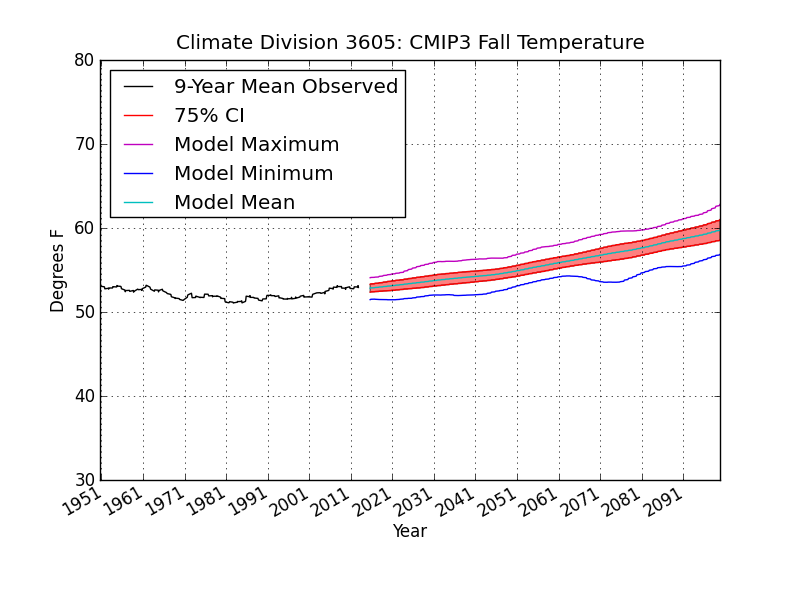 Climate Division 3605: CMIP3 Fall Temperature
9-Year Mean Observed
75% CI
Model Maximum
Model Minimum
Model Mean
Degrees F
80
70
60
50
40
30
1951 1961 1971 1981 1991 2001 2011 2021 2031 2041 2051 2061 2071 2081 2091
Year